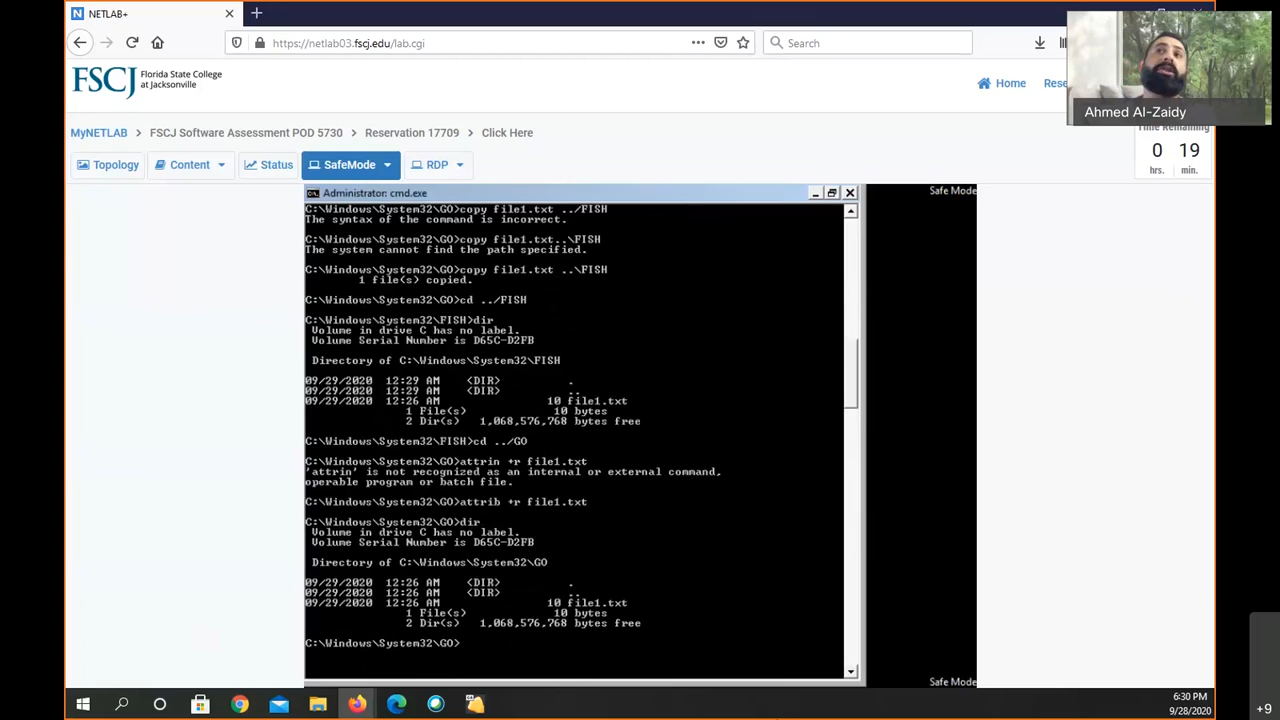 NETLAB+
https://netlab03.fscj.edu/lab.cgi
Search
FSCJ
Florida State College
at Jacksonville
Home
Rese
Ahmed Al-Zaidy
MyNETLAB
FSCJ Software Assessment POD 5730
Reservation 17709
Click Here
Time Remaining
0 19
hrs. min.
Topology
Content
Status
SafeMode
RDP
Administrator: cmd.exe
Safe Mode
C:\Windows\System32\GO>copy file1.txt ../FISH
The syntax of the command is incorrect.
C:\Windows\System32\GO>copy file1.txt..\FISH
The system cannot find the path specified.
C:\Windows\System32\GO>copy file1.txt ..\FISH
1 file(s) copied.
C:\Windows\System32\GO>cd ../FISH
C:\Windows\System32\FISH>dir
Volume in drive C has no label.
Volume Serial Number is D65C-D2FB
Directory of C:\Windows\System32\FISH
09/29/2020 12:29 AM <DIR> .
09/29/2020 12:29 AM <DIR> ..
09/29/2020 12:26 AM 10 file1.txt
1 File(s) 10 bytes
2 Dir(s) 1,068,576,768 bytes free
C:\Windows\System32\FISH>cd ../GO
C:\Windows\System32\GO>attrin +r file1.txt
'attrin' is not recognized as an internal or external command,
operable program or batch file.
C:\Windows\System32\GO>attrib +r file1.txt
C:\Windows\System32\GO>dir
Volume in drive C has no label.
Volume Serial Number is D65C-D2FB
Directory of C:\Windows\System32\GO
09/29/2020 12:26 AM <DIR> .
09/29/2020 12:26 AM <DIR> ..
09/29/2020 12:26 AM 10 file1.txt
1 File(s) 10 bytes
2 Dir(s) 1,068,576,768 bytes free
C:\Windows\System32\GO>
Safe Mode
6:30 PM
9/28/2020
+9